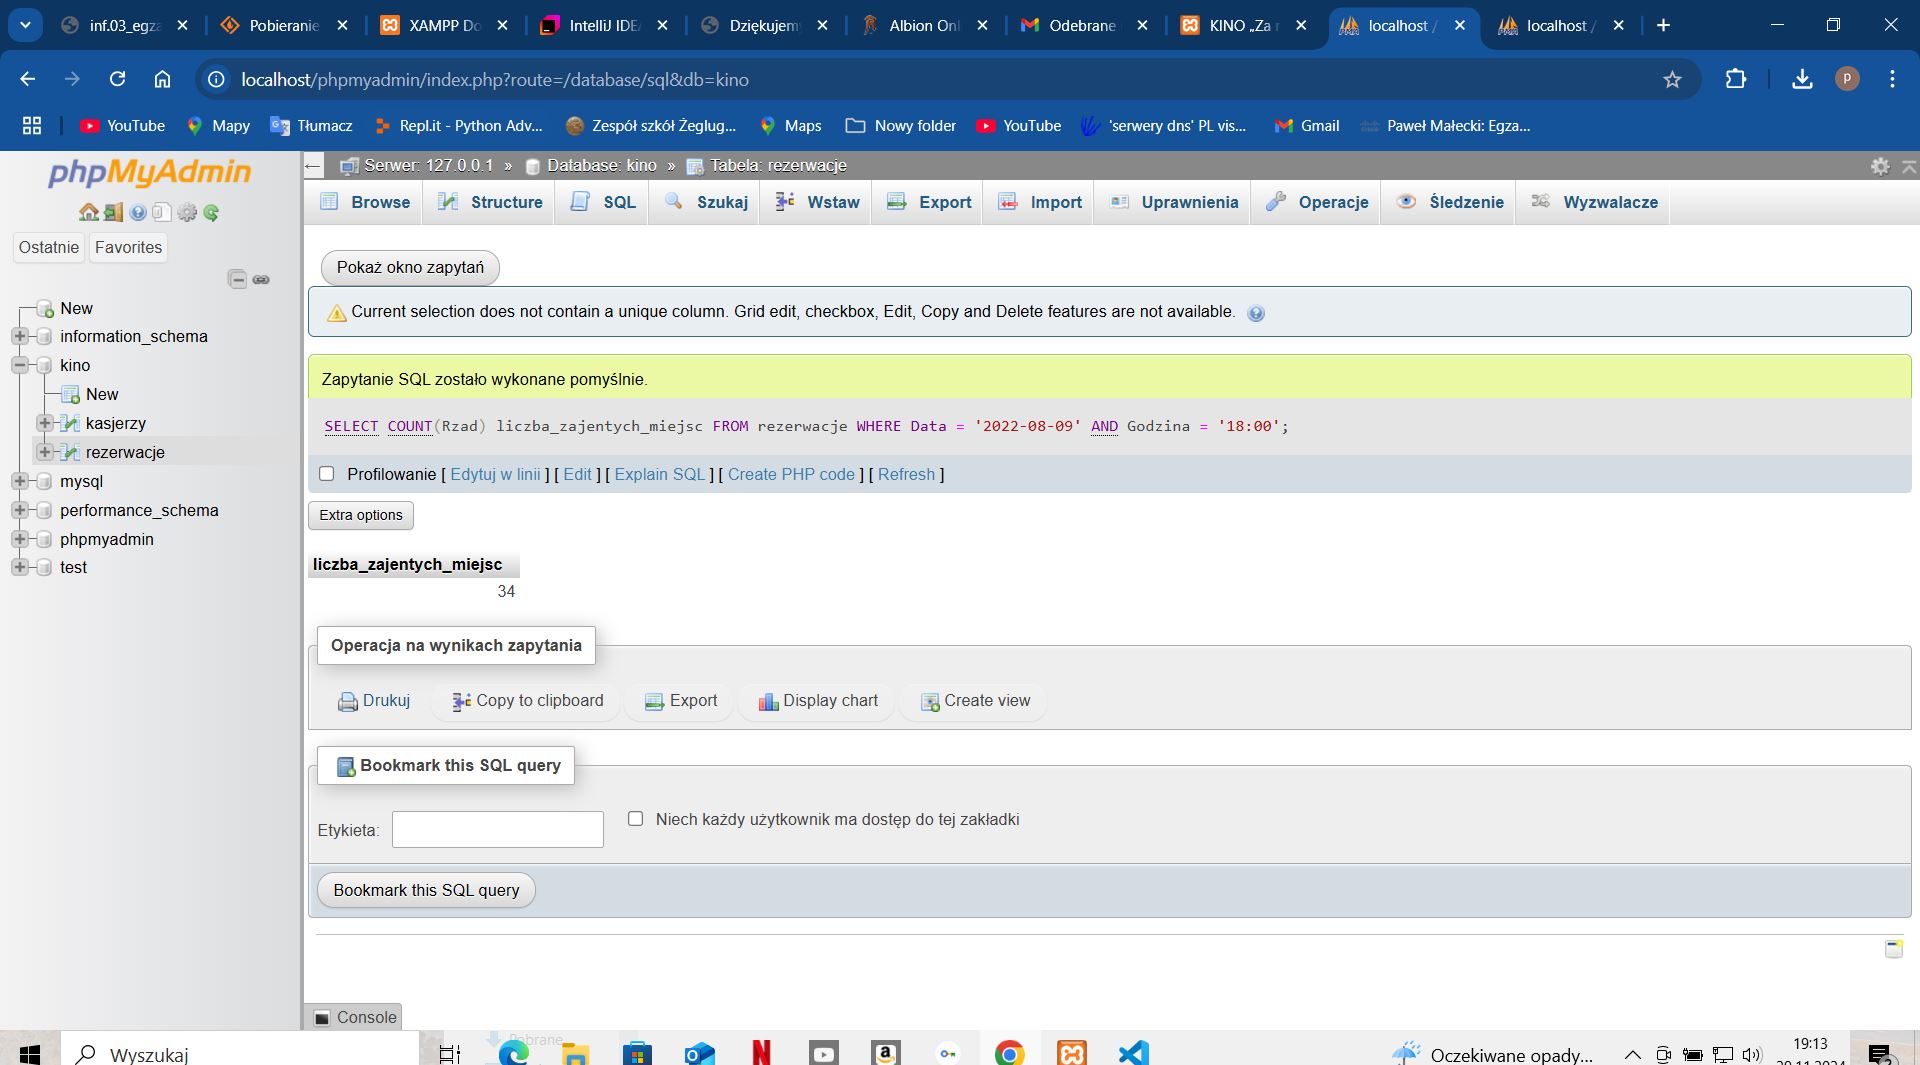 inf.03_egza
Pobieranie
XAMPP Do
IntelliJ IDEA
Dziękujemy
Albion Onl
Odebrane
KINO „Za r
localhost /
localhost /
localhost/phpmyadmin/index.php?route=/database/sql&db=kino
P
YouTube
Mapy
Tłumacz
Repl.it - Python Adv...
Zespół szkół Żeglug...
Maps
Nowy folder
YouTube
'serwery dns' PL vis...
Gmail
Paweł Małecki: Egza...
phpMyAdmin
Serwer: 127.0.0.1 » Database: kino » Tabela: rezerwacje
Browse
Structure
SQL
Szukaj
Wstaw
Export
Import
Uprawnienia
Operacje
Śledzenie
Wyzwalacze
Ostatnie
Favorites
New
information_schema
kino
New
kasjerzy
rezerwacje
mysql
performance_schema
phpmyadmin
test
Pokaż okno zapytań
Current selection does not contain a unique column. Grid edit, checkbox, Edit, Copy and Delete features are not available.
Zapytanie SQL zostało wykonane pomyślnie.
SELECT COUNT(Rzad) liczba_zajentych_miejsc FROM rezerwacje WHERE Data = '2022-08-09' AND Godzina = '18:00';
Profilowanie [ Edytuj w linii ] [ Edit ] [ Explain SQL ] [ Create PHP code ] [ Refresh ]
Extra options
liczba_zajentych_miejsc
34
Operacja na wynikach zapytania
Drukuj
Copy to clipboard
Export
Display chart
Create view
Bookmark this SQL query
Etykieta:
Niech każdy użytkownik ma dostęp do tej zakładki
Bookmark this SQL query
Console
Pobrane
Wyszukaj
Oczekiwane opady...
19:13